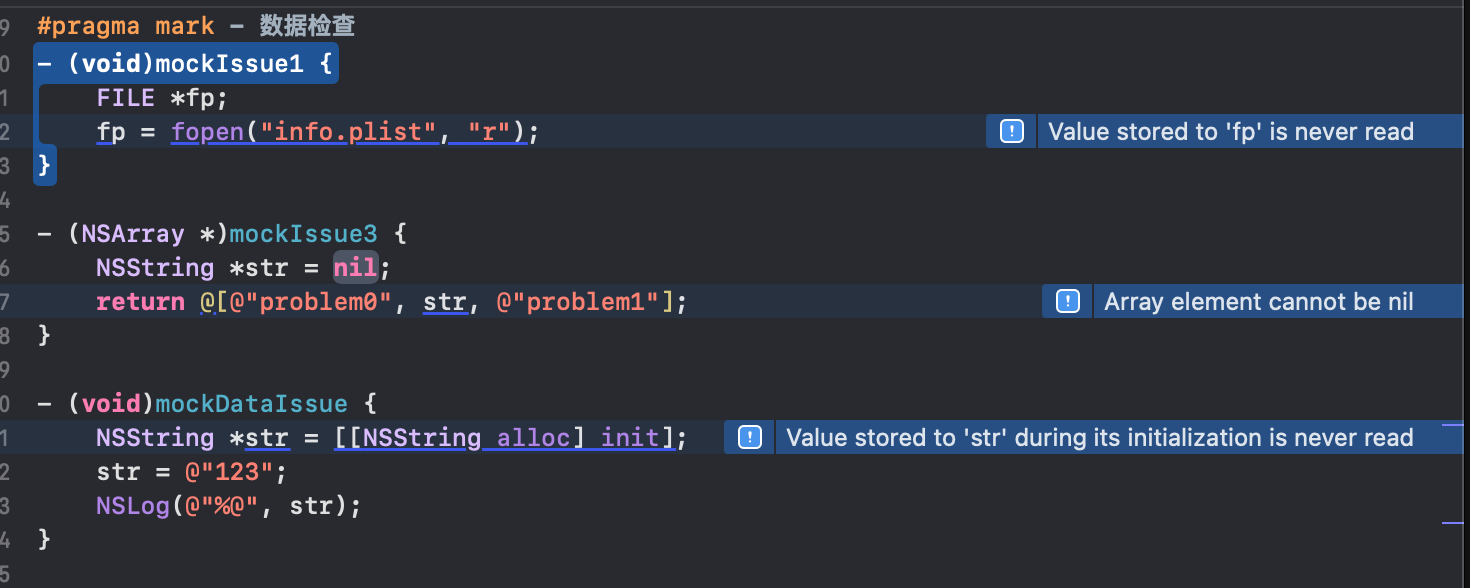 9 #pragma mark – 数据检查
0 – (void)mockIssue1 {
1 FILE *fp;
2 fp = fopen("info.plist", "r"); ! Value stored to 'fp' is never read
3 }
4
5 – (NSArray *)mockIssue3 {
6 NSString *str = nil;
7 return @[@"problem0", str, @"problem1"]; ! Array element cannot be nil
8 }
9
0 – (void)mockDataIssue {
1 NSString *str = [[NSString alloc] init]; ! Value stored to 'str' during its initialization is never read
2 str = @"123";
3 NSLog(@"%@", str);
4 }
5